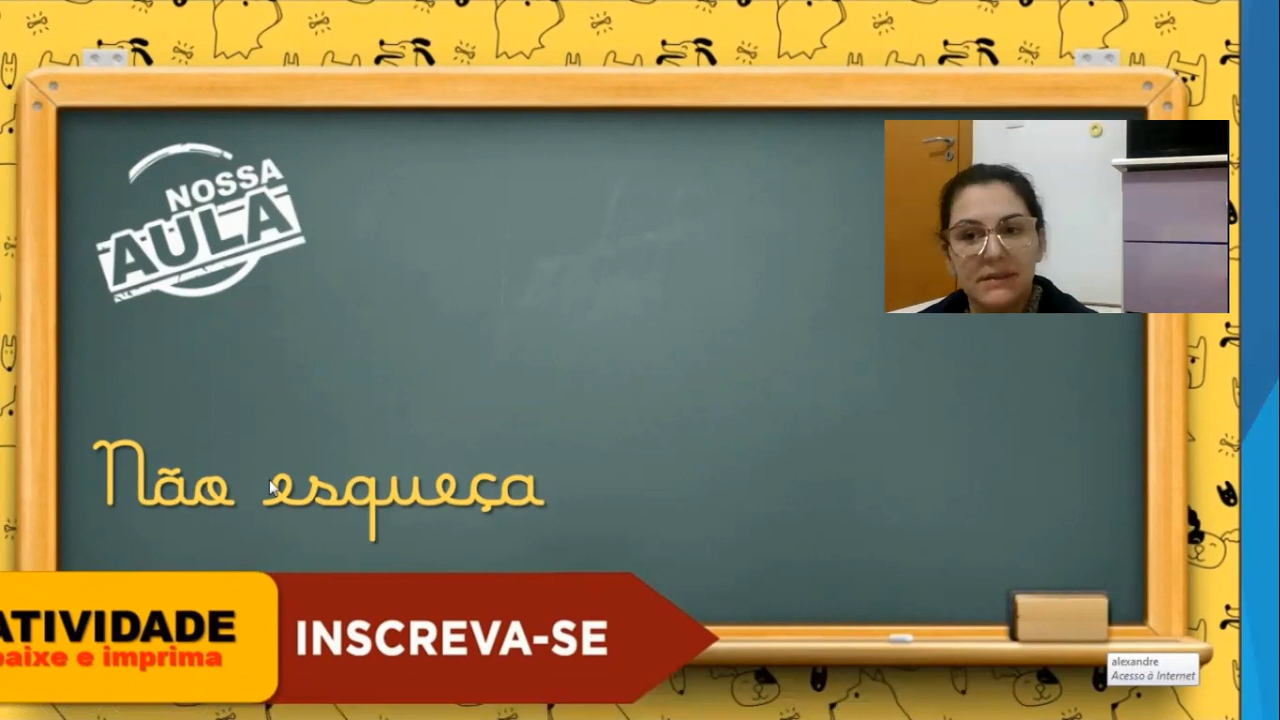 NOSSA
AULA
Não esqueça
ATIVIDADE
baixe e imprima
INSCREVA-SE
alexandre
Acesso à Internet